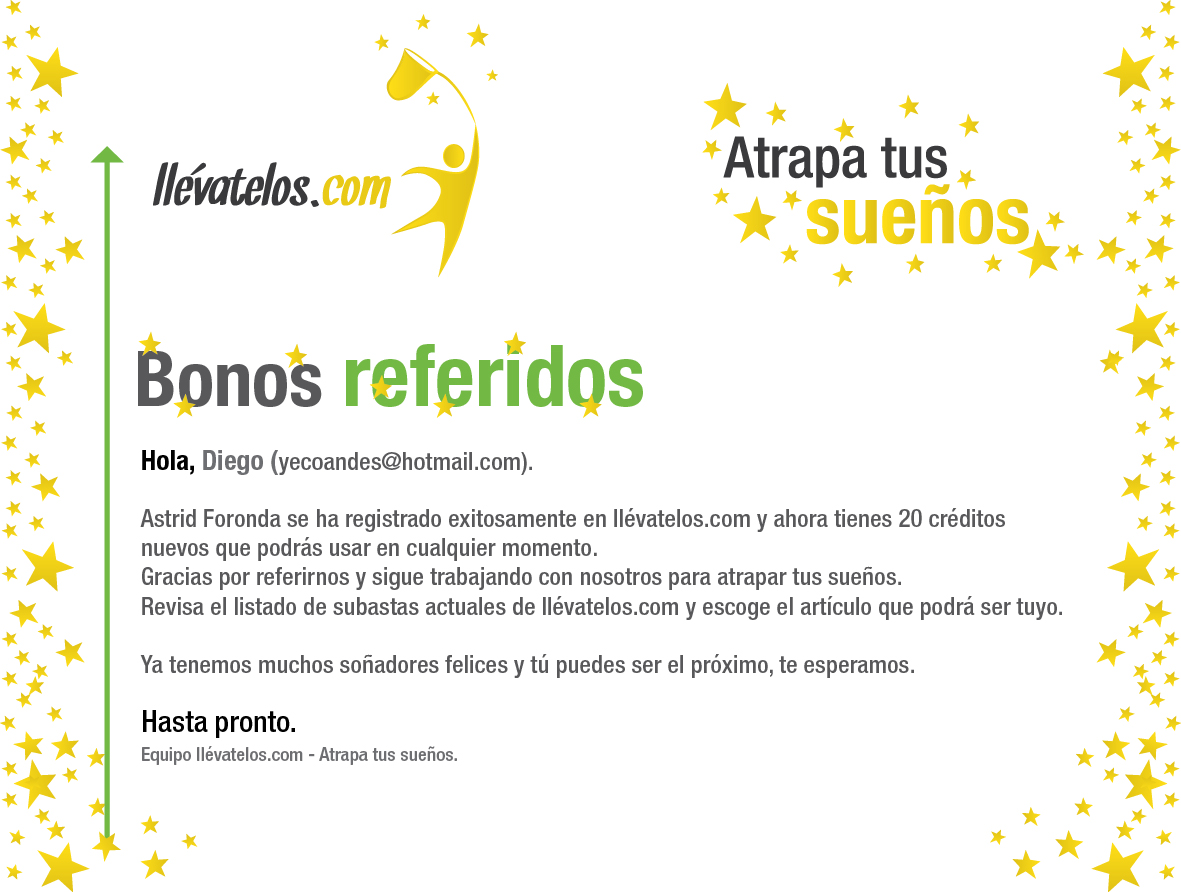 llévatelos.com
Atrapa tus
sueños
Bonos referidos
Hola, Diego (yecoandes@hotmail.com).
Astrid Foronda se ha registrado exitosamente en llévatelos.com y ahora tienes 20 créditos
nuevos que podrás usar en cualquier momento.
Gracias por referirnos y sigue trabajando con nosotros para atrapar tus sueños.
Revisa el listado de subastas actuales de llévatelos.com y escoge el artículo que podrá ser tuyo.
Ya tenemos muchos soñadores felices y tú puedes ser el próximo, te esperamos.
Hasta pronto.
Equipo llévatelos.com - Atrapa tus sueños.